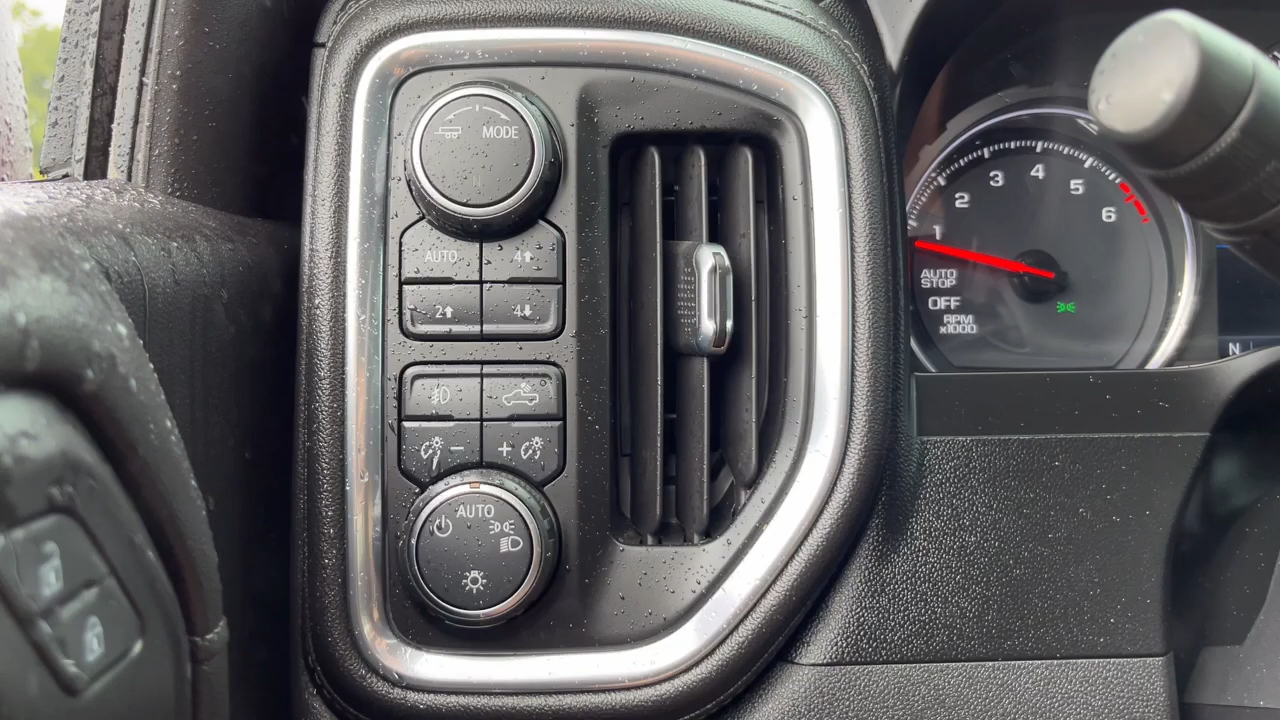 MODE
AUTO 4
2 4
- +
AUTO
1 2 3 4 5 6
AUTO
STOP
OFF
RPM
x1000
N